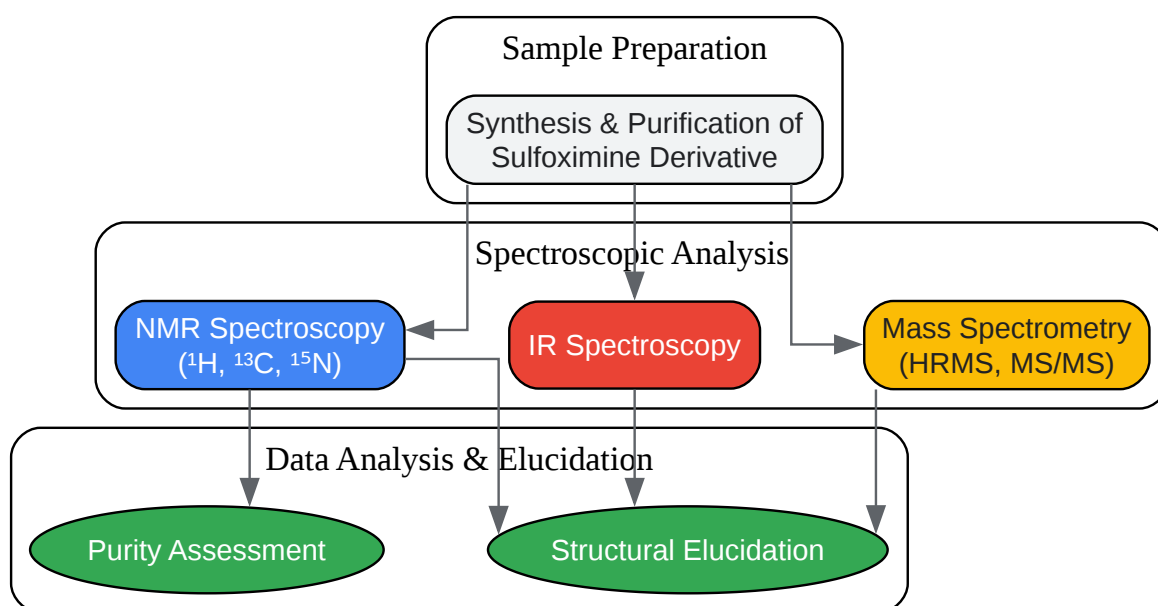 Sample Preparation
Synthesis & Purification of
Sulfoximine Derivative
Spectroscopic Analysis
NMR Spectroscopy
(¹H, ¹³C, ¹⁵N)
IR Spectroscopy
Mass Spectrometry
(HRMS, MS/MS)
Data Analysis & Elucidation
Purity Assessment
Structural Elucidation